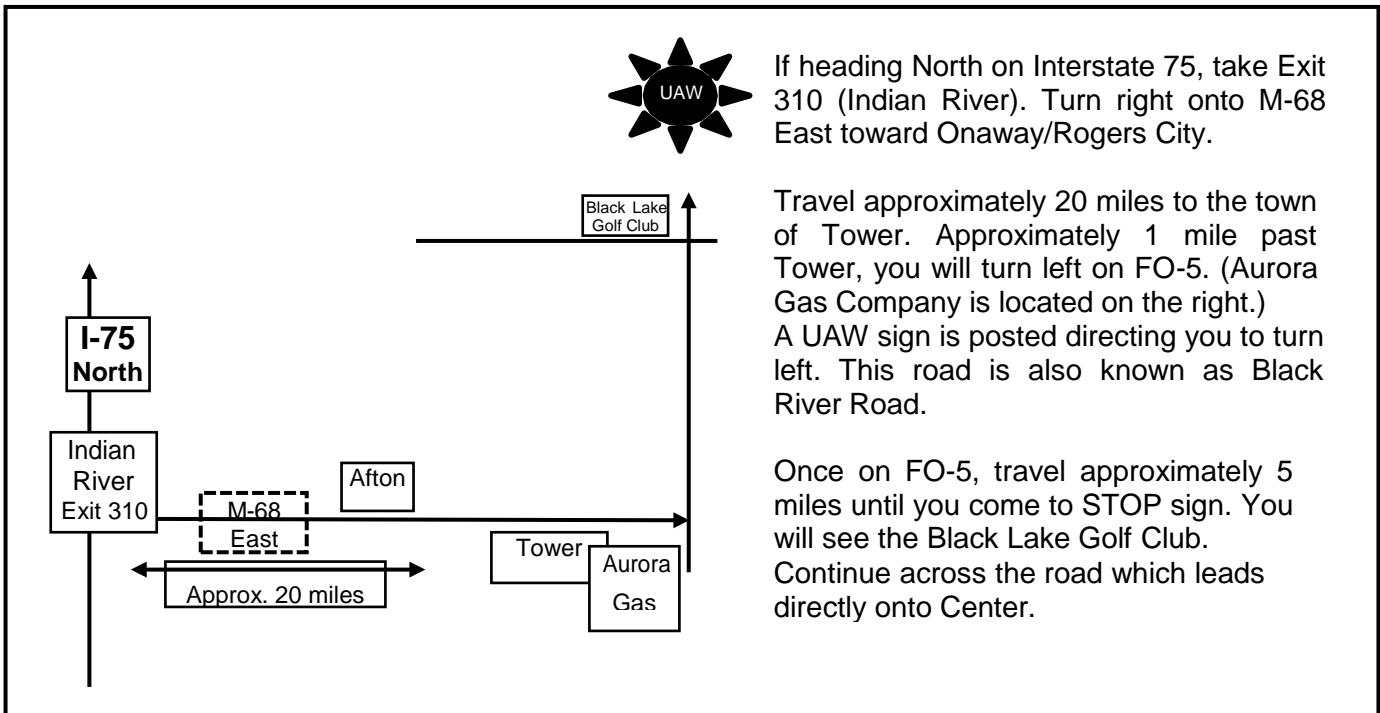 UAW
If heading North on Interstate 75, take Exit
310 (Indian River). Turn right onto M-68
East toward Onaway/Rogers City.
Travel approximately 20 miles to the town
of Tower. Approximately 1 mile past
Tower, you will turn left on FO-5. (Aurora
Gas Company is located on the right.)
A UAW sign is posted directing you to turn
left. This road is also known as Black
River Road.
Once on FO-5, travel approximately 5
miles until you come to STOP sign. You
will see the Black Lake Golf Club.
Continue across the road which leads
directly onto Center.
Black Lake
Golf Club
I-75
North
Indian
River
Exit 310
M-68
East
Afton
Approx. 20 miles
Tower
Aurora
Gas